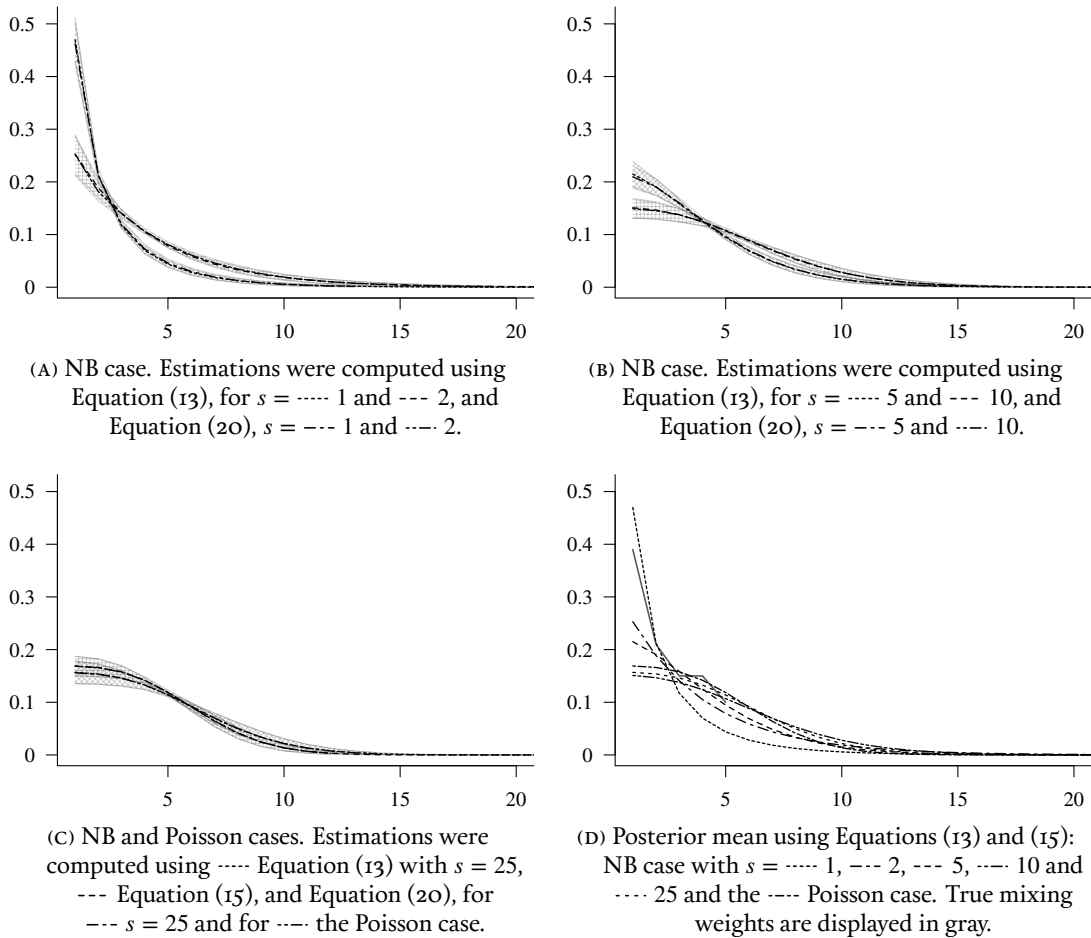 0.5
0.4
0.3
0.2
0.1
0
5
10
15
20
(A) NB case. Estimations were computed using
Equation (13), for s = ----- 1 and --- 2, and
Equation (20), s = –·-- 1 and --–·- 2.
0.5
0.4
0.3
0.2
0.1
0
5
10
15
20
(B) NB case. Estimations were computed using
Equation (13), for s = ----- 5 and --- 10, and
Equation (20), s = –·-- 5 and --–·- 10.
0.5
0.4
0.3
0.2
0.1
0
5
10
15
20
(C) NB and Poisson cases. Estimations were
computed using ----- Equation (13) with s = 25,
--- Equation (15), and Equation (20), for
–·-- s = 25 and for --–·- the Poisson case.
0.5
0.4
0.3
0.2
0.1
0
5
10
15
20
(D) Posterior mean using Equations (13) and (15):
NB case with s = ----- 1, –·-- 2, --- 5, --–·- 10 and
- - - - 25 and the --–·- Poisson case. True mixing
weights are displayed in gray.